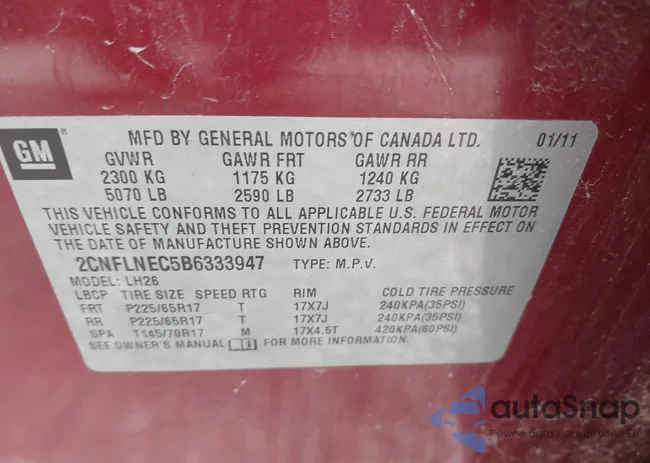 GM
MFD BY GENERAL MOTORS OF CANADA LTD. 01/11
GVWR GAWR FRT GAWR RR
2300 KG 1175 KG 1240 KG
5070 LB 2590 LB 2733 LB
THIS VEHICLE CONFORMS TO ALL APPLICABLE U.S. FEDERAL MOTOR
VEHICLE SAFETY AND THEFT PREVENTION STANDARDS IN EFFECT ON
THE DATE OF MANUFACTURE SHOWN ABOVE.
2CNFLNEC5B6333947 TYPE: M.P.V.
MODEL: LH26
LBCP TIRE SIZE SPEED RTG RIM COLD TIRE PRESSURE
FRT P225/65R17 T 17X7J 240KPA(35PSI)
RR P225/65R17 T 17X7J 240KPA(35PSI)
SPA T145/70R17 M 17X4.5T 420KPA(60PSI)
SEE OWNER'S MANUAL FOR MORE INFORMATION.
autaSnap